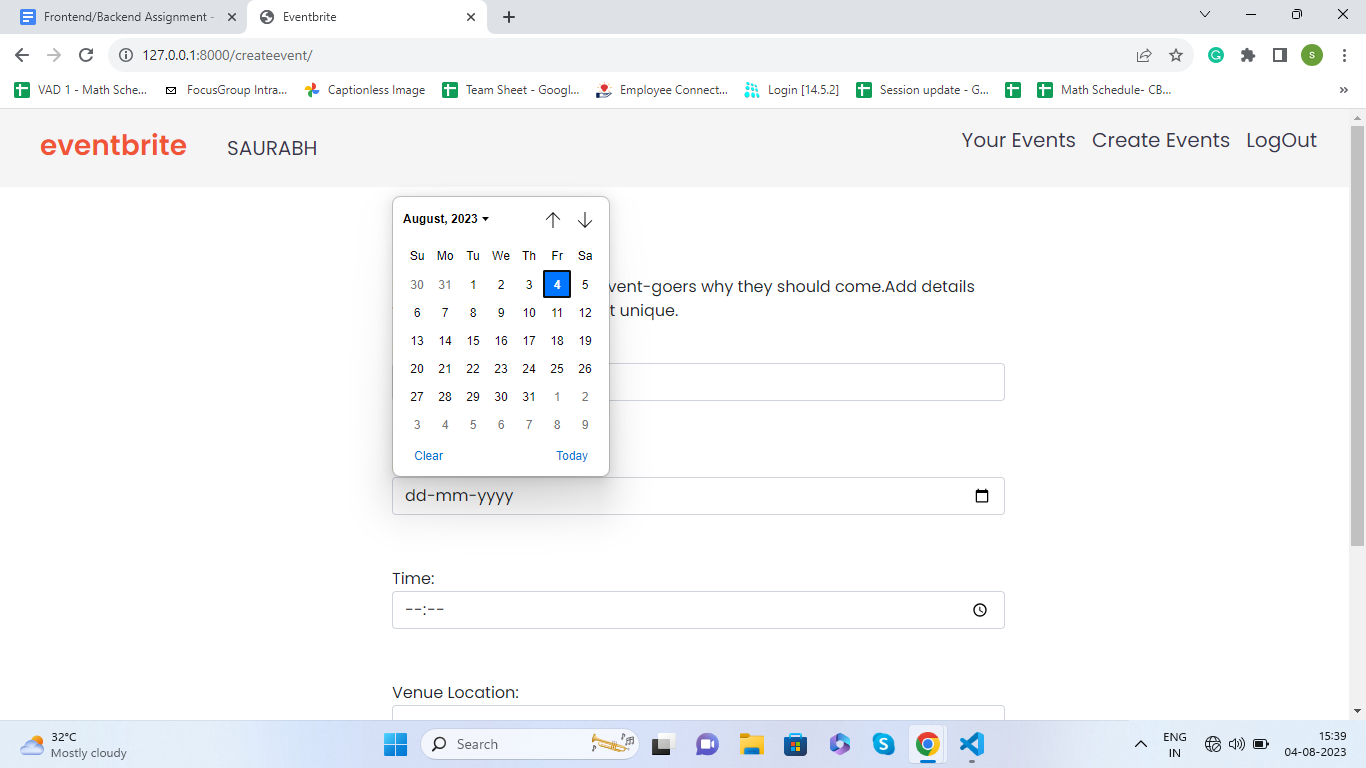 Frontend/Backend Assignment -
Eventbrite
127.0.0.1:8000/createevent/
S
VAD 1 - Math Sche...
FocusGroup Intra...
Captionless Image
Team Sheet - Googl...
Employee Connect...
Login [14.5.2]
Session update - G...
Math Schedule- CB...
»
eventbrite
SAURABH
Your Events
Create Events
LogOut
August, 2023
Su Mo Tu We Th Fr Sa
30 31 1 2 3 4 5
6 7 8 9 10 11 12
13 14 15 16 17 18 19
20 21 22 23 24 25 26
27 28 29 30 31 1 2
3 4 5 6 7 8 9
Clear
Today
vent-goers why they should come.Add details
t unique.
dd-mm-yyyy
Time:
--:--
Venue Location:
32°C
Mostly cloudy
Search
ENG
IN
15:39
04-08-2023